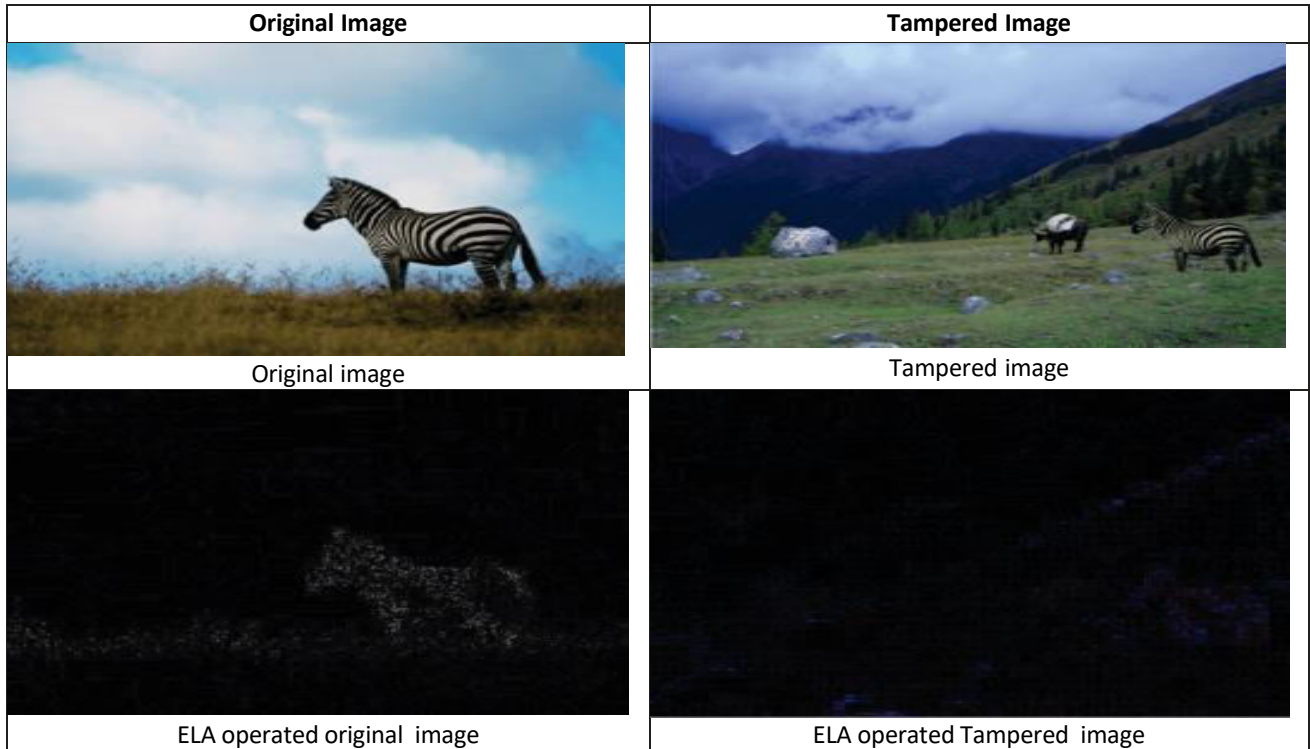 Original Image
Tampered Image
Original image
Tampered image
ELA operated original image
ELA operated Tampered image